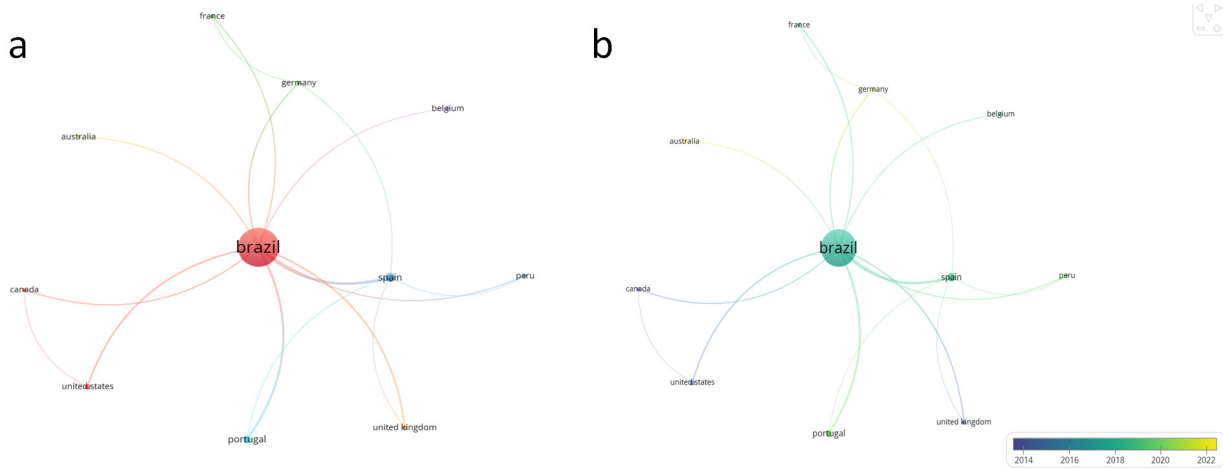 a
france
germany
belgium
australia
brazil
spain
peru
canada
united states
portugal
united kingdom
b
france
germany
belgium
australia
brazil
spain
peru
canada
united states
portugal
united kingdom
2014 2016 2018 2020 2022